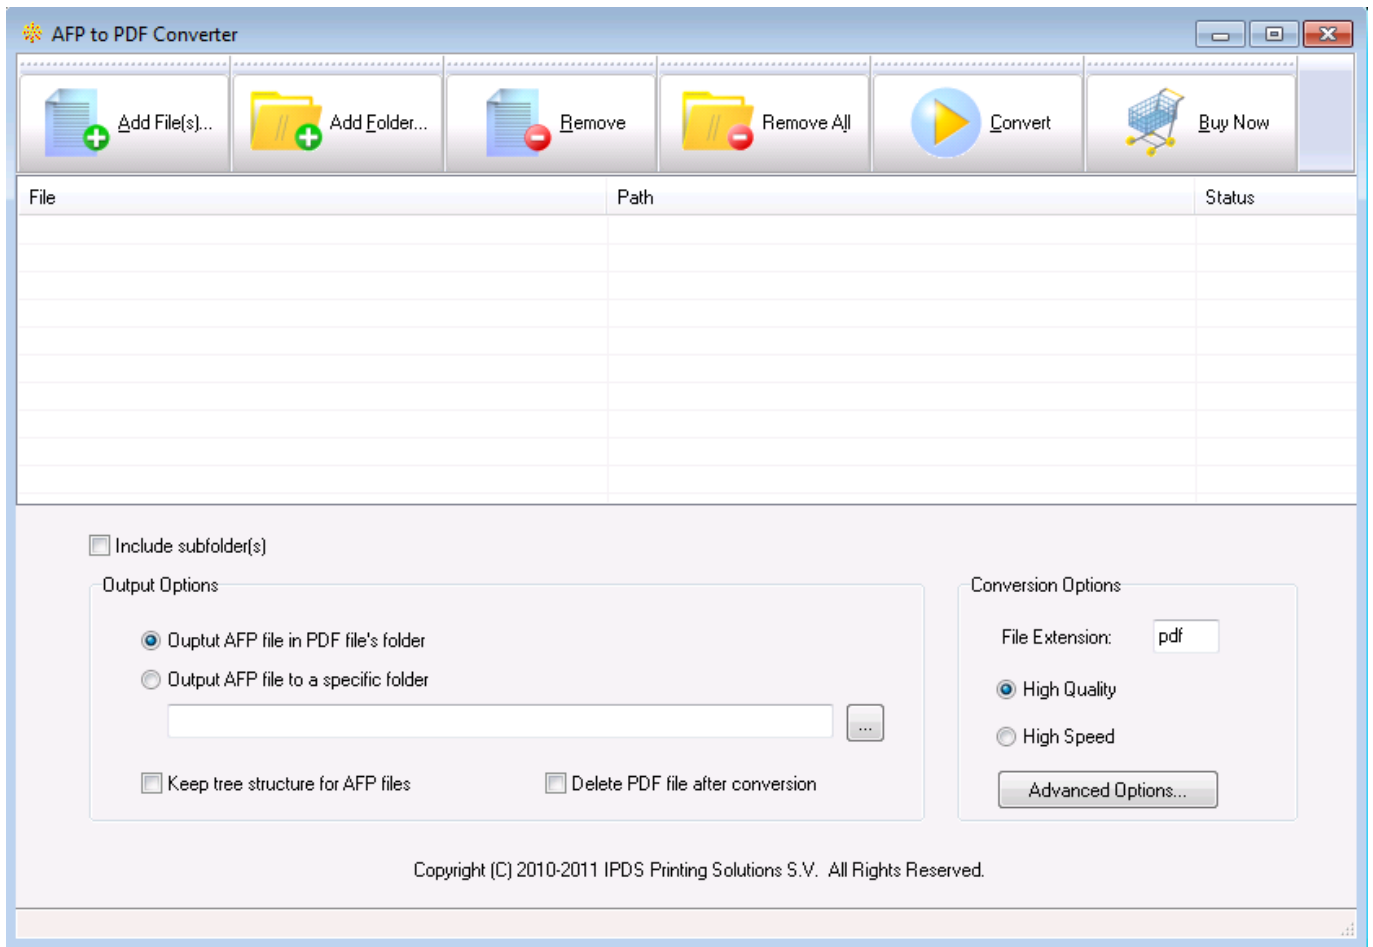 AFP to PDF Converter
Add File(s)... Add Folder... Remove Remove All Convert Buy Now
File Path Status
Include subfolder(s)
Output Options Conversion Options
Ouptut AFP file in PDF file's folder File Extension: pdf
Output AFP file to a specific folder High Quality
... High Speed
Keep tree structure for AFP files Delete PDF file after conversion Advanced Options...
Copyright (C) 2010-2011 IPDS Printing Solutions S.V. All Rights Reserved.